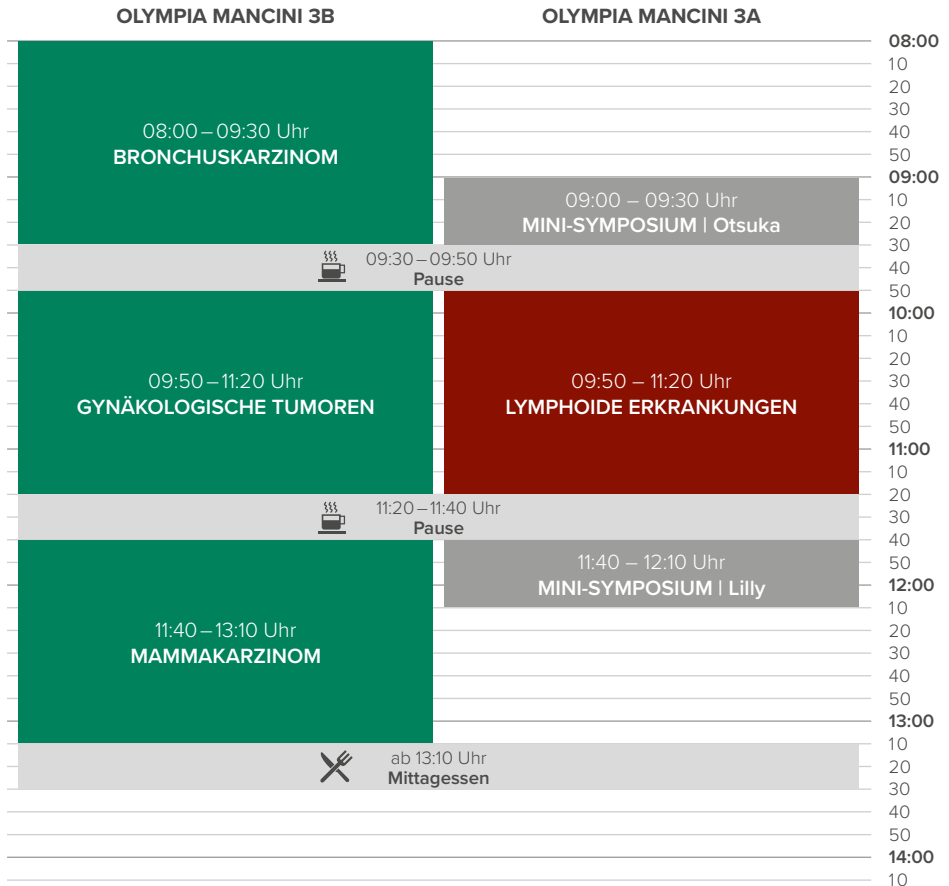 OLYMPIA MANCINI 3B
OLYMPIA MANCINI 3A
08:00 – 09:30 Uhr
BRONCHUSKARZINOM
09:00 – 09:30 Uhr
MINI-SYMPOSIUM | Otsuka
09:30 – 09:50 Uhr
Pause
09:50 – 11:20 Uhr
GYNÄKOLOGISCHE TUMOREN
09:50 – 11:20 Uhr
LYMPHOIDE ERKRANKUNGEN
11:20 – 11:40 Uhr
Pause
11:40 – 12:10 Uhr
MINI-SYMPOSIUM | Lilly
11:40 – 13:10 Uhr
MAMMAKARZINOM
ab 13:10 Uhr
Mittagessen
08:00
10
20
30
40
50
09:00
10
20
30
40
50
10:00
10
20
30
40
50
11:00
10
20
30
40
50
12:00
10
20
30
40
50
13:00
10
20
30
40
50
14:00
10